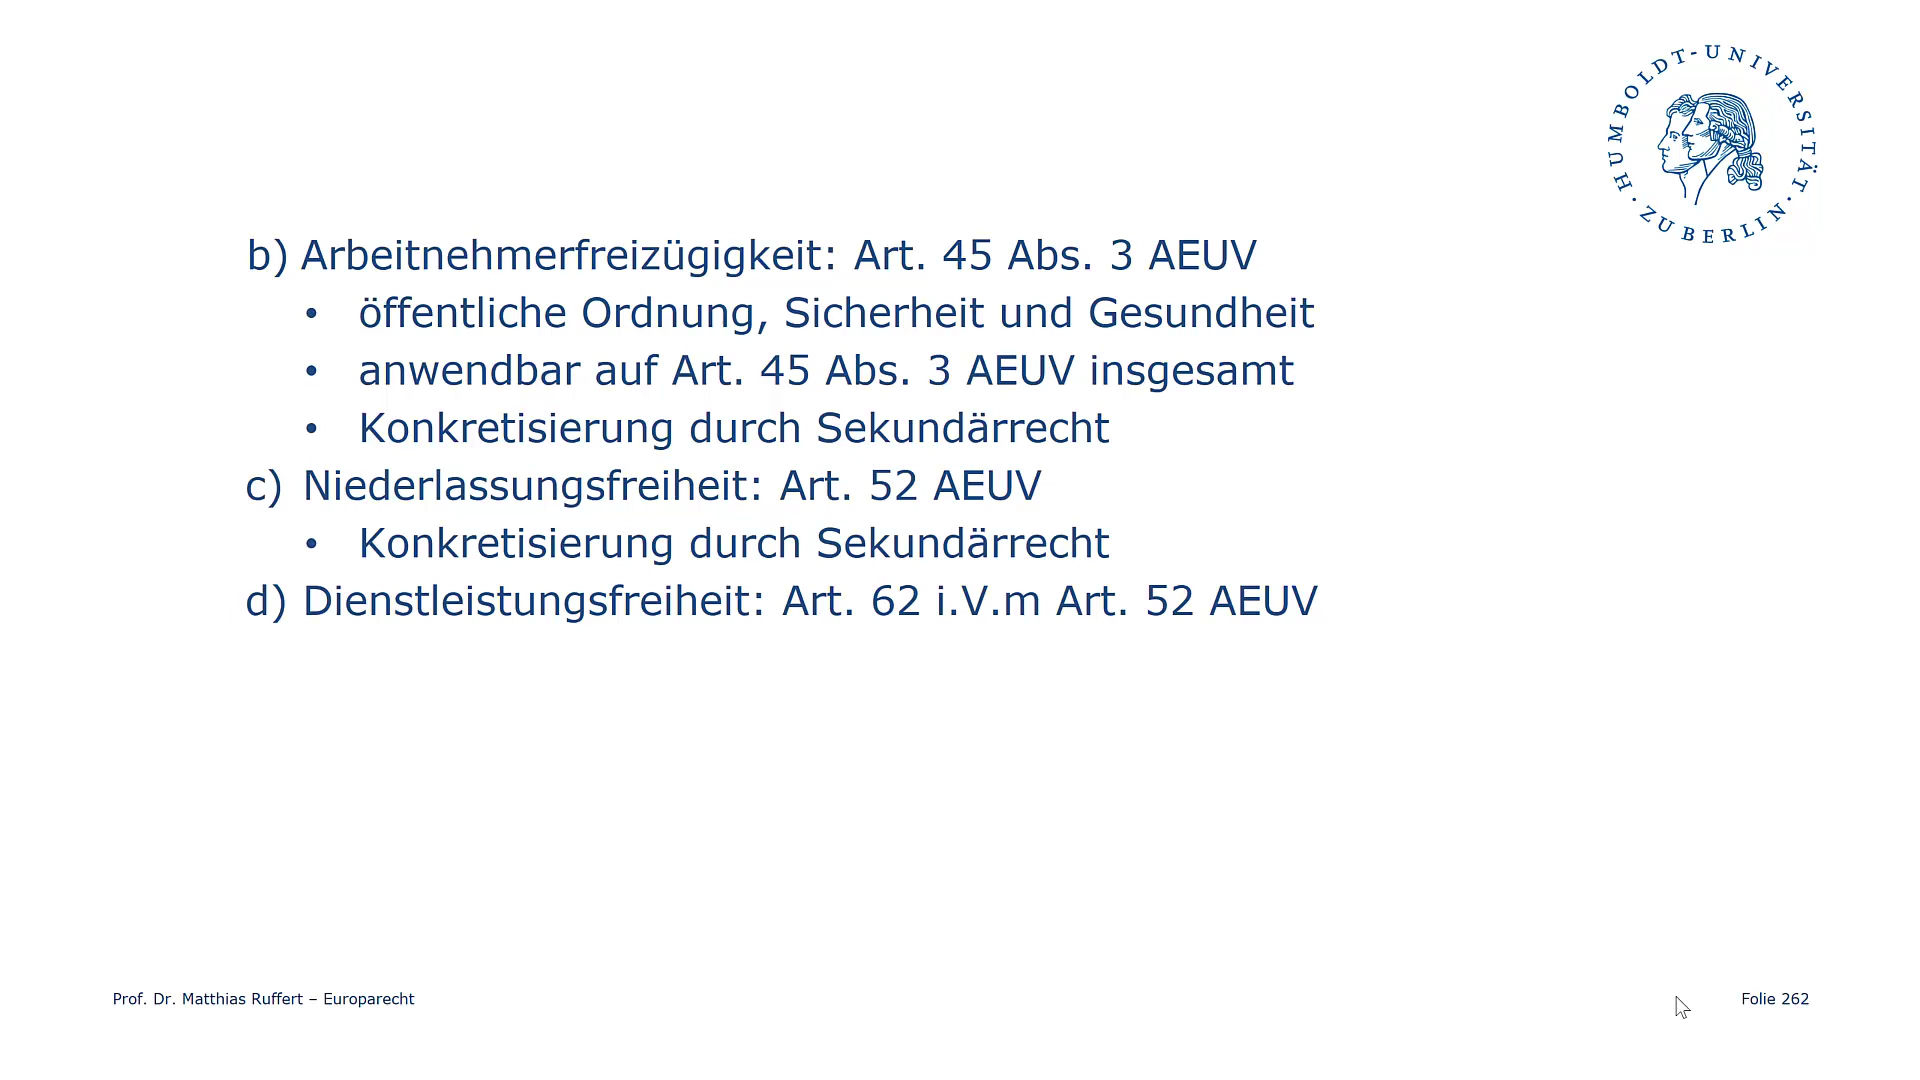 HUMBOLDT-UNIVERSITÄT · ZU BERLIN ·
b) Arbeitnehmerfreizügigkeit: Art. 45 Abs. 3 AEUV
• öffentliche Ordnung, Sicherheit und Gesundheit
• anwendbar auf Art. 45 Abs. 3 AEUV insgesamt
• Konkretisierung durch Sekundärrecht
c) Niederlassungsfreiheit: Art. 52 AEUV
• Konkretisierung durch Sekundärrecht
d) Dienstleistungsfreiheit: Art. 62 i.V.m Art. 52 AEUV
Prof. Dr. Matthias Ruffert – Europarecht
Folie 262